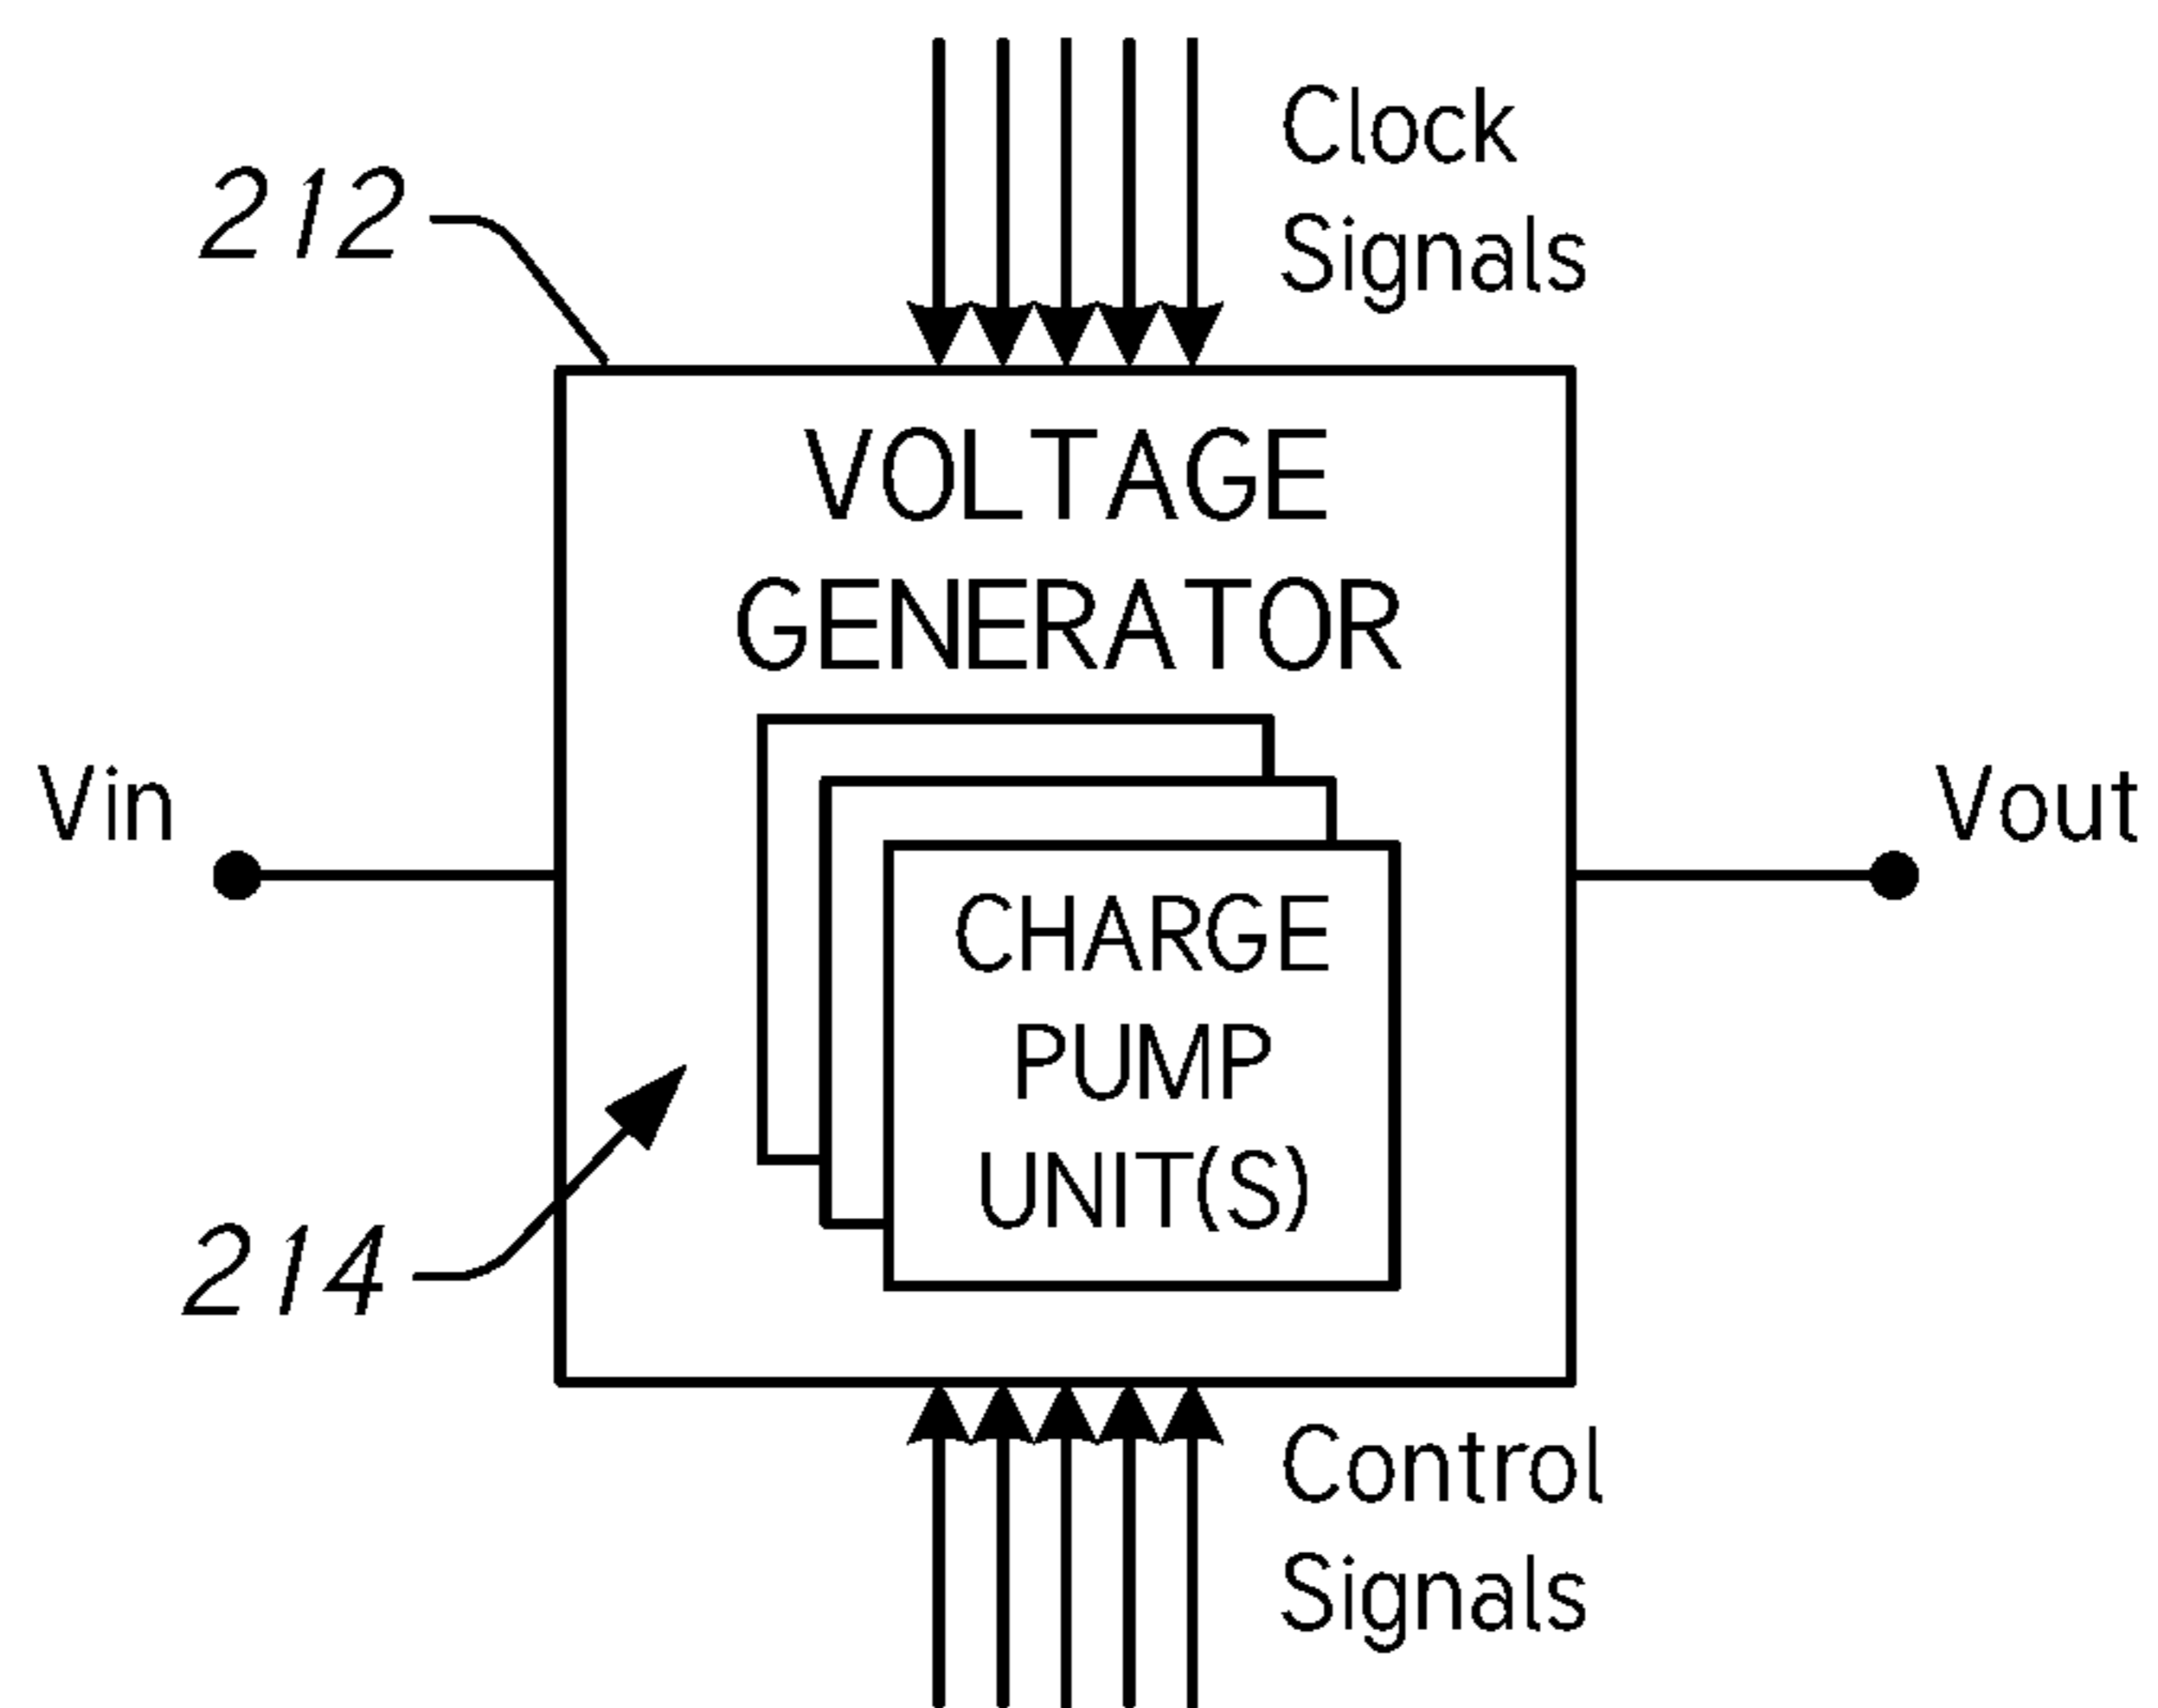 Clock
Signals
212
VOLTAGE
GENERATOR
Vin
Vout
CHARGE
PUMP
UNIT(S)
214
Control
Signals